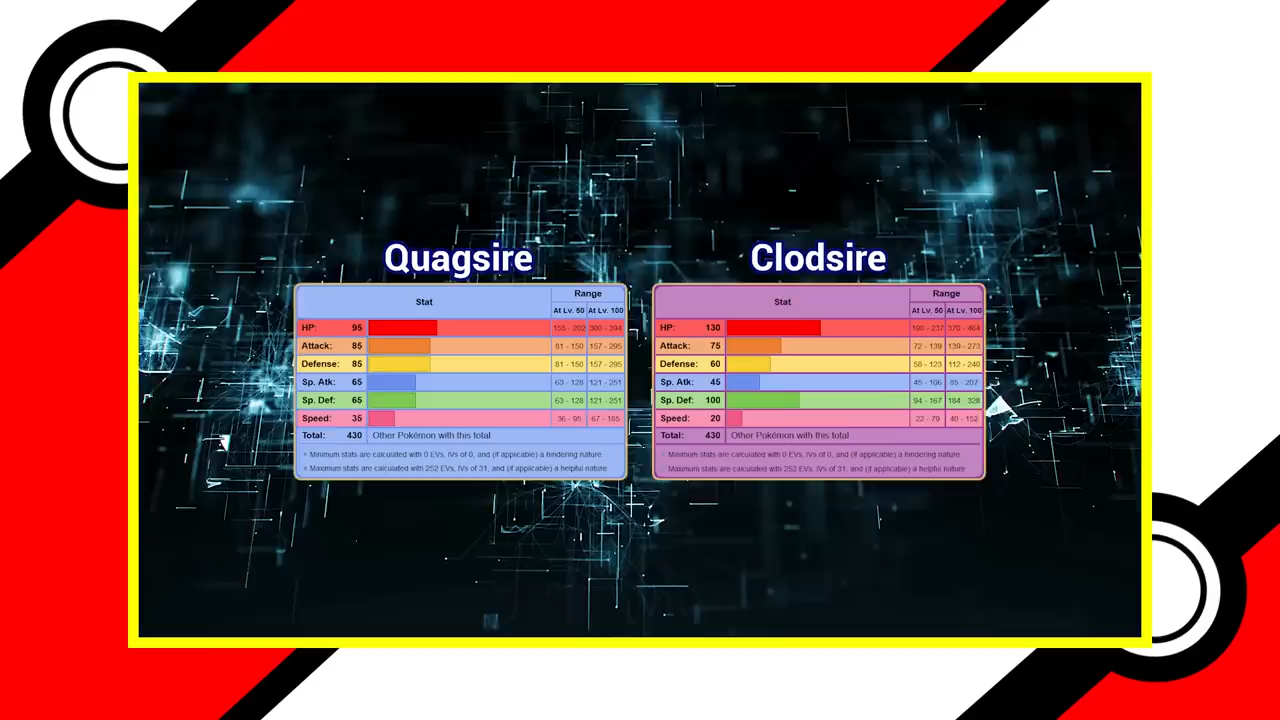 Quagsire
Stat Range
At Lv. 50 At Lv. 100
HP: 95 155 - 202 300 - 394
Attack: 85 81 - 150 157 - 295
Defense: 85 81 - 150 157 - 295
Sp. Atk: 65 63 - 128 121 - 251
Sp. Def: 65 63 - 128 121 - 251
Speed: 35 36 - 95 67 - 185
Total: 430 Other Pokémon with this total
Minimum stats are calculated with 0 EVs, IVs of 0, and (if applicable) a hindering nature.
Maximum stats are calculated with 252 EVs, IVs of 31, and (if applicable) a helpful nature.
Clodsire
Stat Range
At Lv. 50 At Lv. 100
HP: 130 190 - 237 370 - 464
Attack: 75 72 - 139 139 - 273
Defense: 60 58 - 123 112 - 240
Sp. Atk: 45 45 - 106 85 - 207
Sp. Def: 100 94 - 167 184 - 328
Speed: 20 22 - 79 40 - 152
Total: 430 Other Pokémon with this total
Minimum stats are calculated with 0 EVs, IVs of 0, and (if applicable) a hindering nature.
Maximum stats are calculated with 252 EVs, IVs of 31, and (if applicable) a helpful nature.